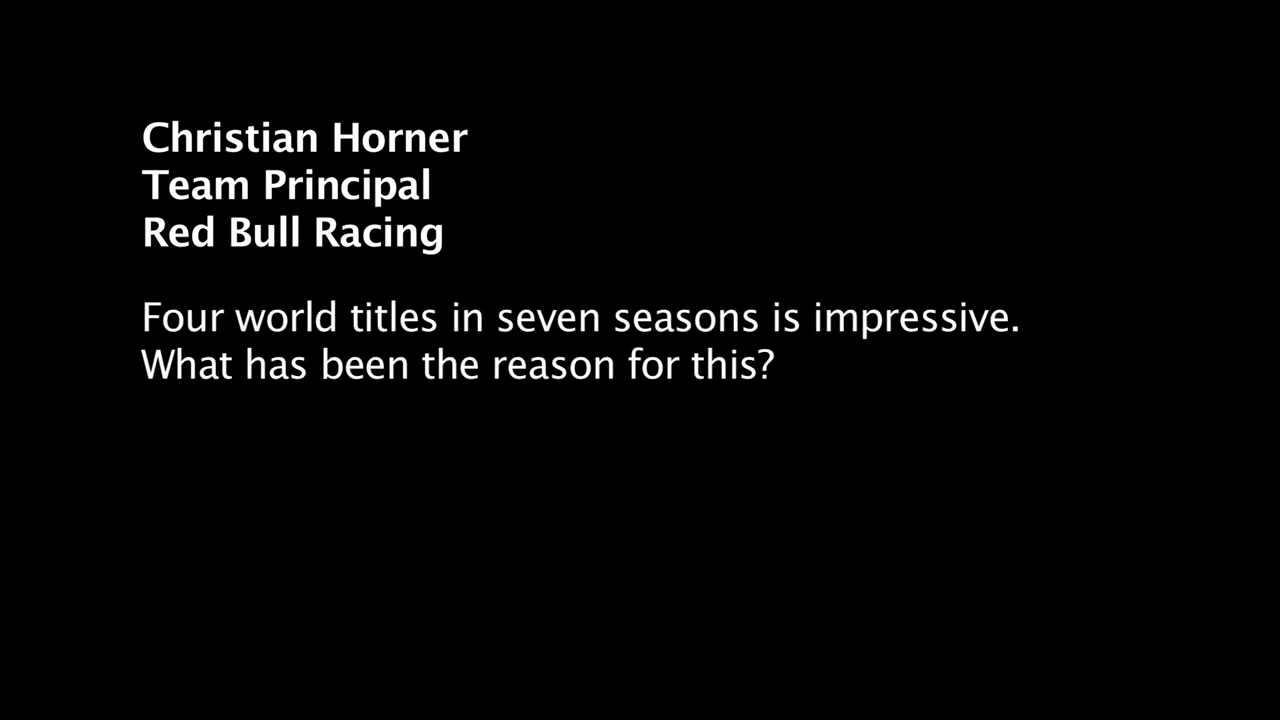 Christian Horner
Team Principal
Red Bull Racing
Four world titles in seven seasons is impressive.
What has been the reason for this?